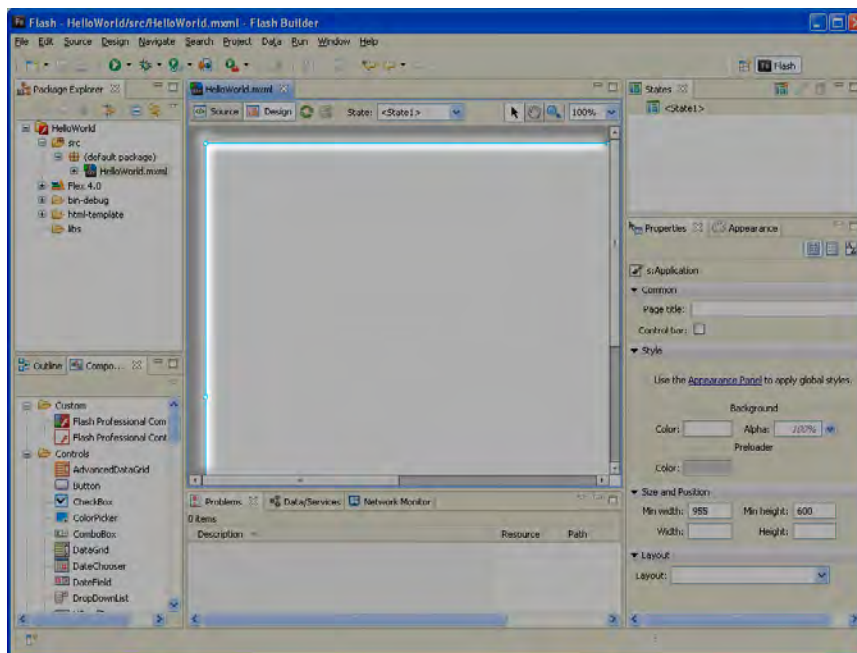 Flash - HelloWorld/src/HelloWorld.mxml - Flash Builder
File Edit Source Design Navigate Search Project Data Run Window Help
Flash
Package Explorer
HelloWorld
src
(default package)
HelloWorld.mxml
Flex 4.0
bin-debug
html-template
libs
HelloWorld.mxml
Source Design State: <State1> 100%
States
<State1>
Properties Appearance
s:Application
Common
Page title:
Control bar:
Style
Use the Appearance Panel to apply global styles.
Background
Color: Alpha: 100%
Preloader
Color:
Size and Position
Min width: 955 Min height: 600
Width: Height:
Layout
Layout:
Outline Compo...
Custom
Flash Professional Com
Flash Professional Cont
Controls
AdvancedDataGrid
Button
CheckBox
ColorPicker
ComboBox
DataGrid
DateChooser
DateField
DropDownList
Problems Data/Services Network Monitor
0 items
Description Resource Path